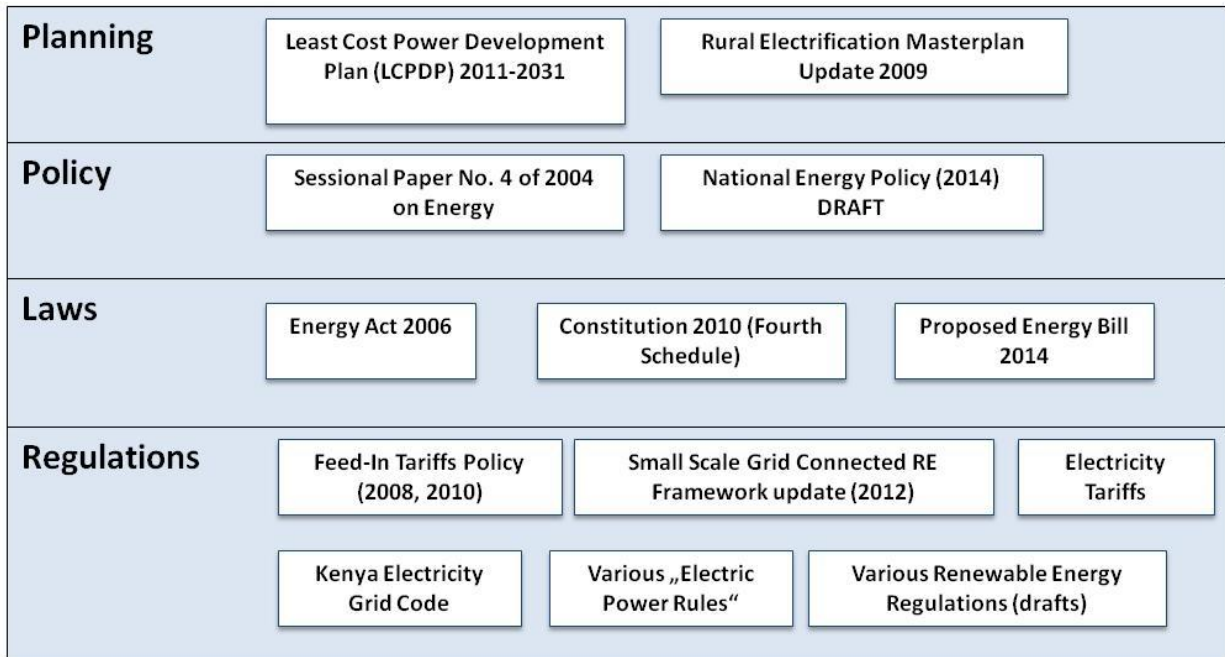 Planning
Least Cost Power Development
Plan (LCPDP) 2011-2031
Rural Electrification Masterplan
Update 2009
Policy
Sessional Paper No. 4 of 2004
on Energy
National Energy Policy (2014)
DRAFT
Laws
Energy Act 2006
Constitution 2010 (Fourth
Schedule)
Proposed Energy Bill
2014
Regulations
Feed-In Tariffs Policy
(2008, 2010)
Small Scale Grid Connected RE
Framework update (2012)
Electricity
Tariffs
Kenya Electricity
Grid Code
Various „Electric
Power Rules“
Various Renewable Energy
Regulations (drafts)